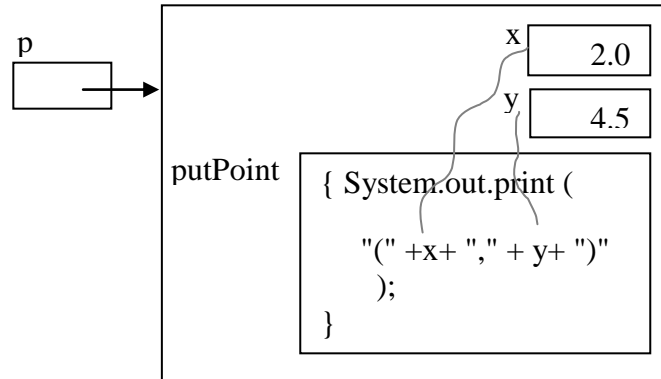 p
x 2.0
y 4.5
putPoint
{ System.out.print (
"(" +x+ "," + y+ ")"
);
}